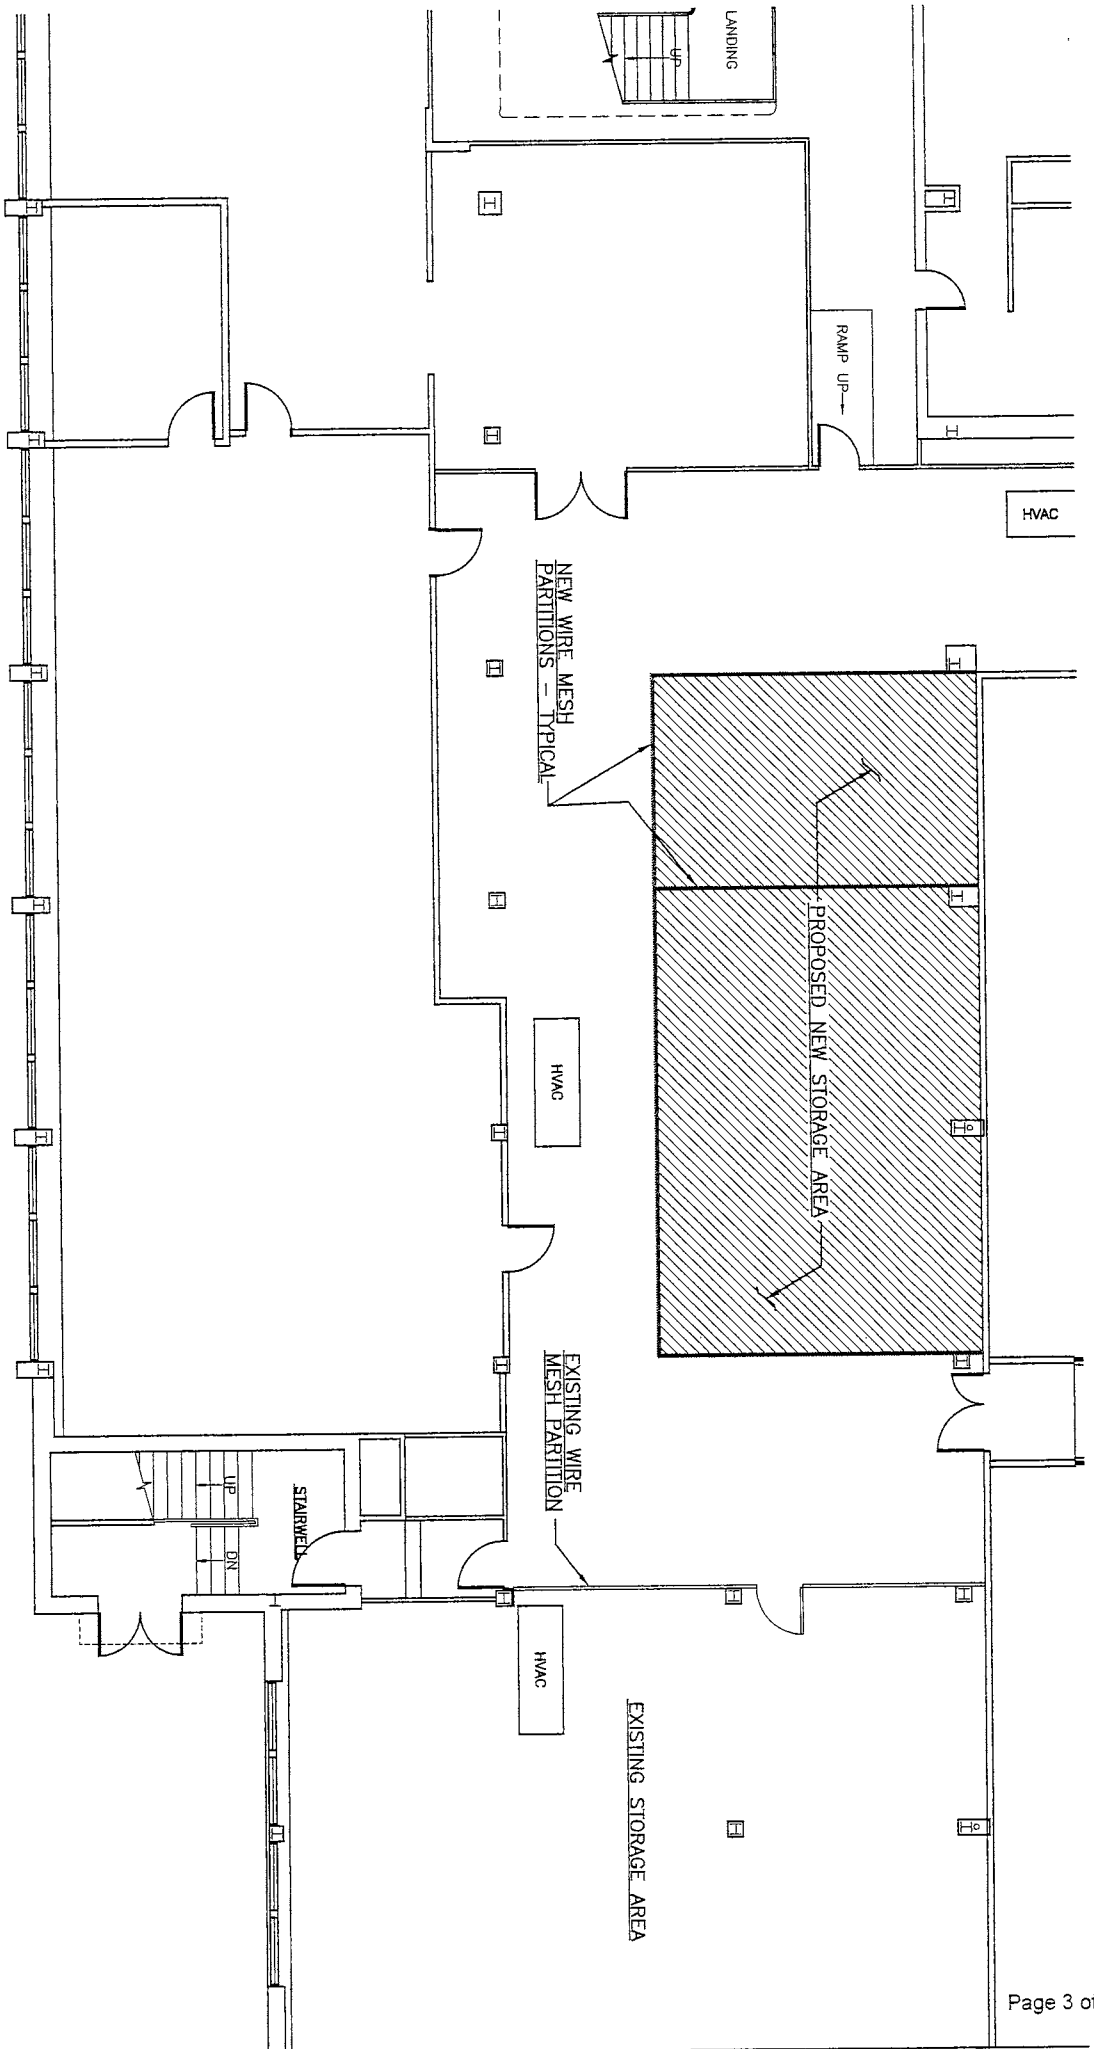 LANDING
UP
RAMP UP
HVAC
NEW WIRE MESH
PARTITIONS - TYPICAL
PROPOSED NEW STORAGE AREA
HVAC
EXISTING WIRE
MESH PARTITION
UP
DN
STAIRWELL
HVAC
EXISTING STORAGE AREA
Page 3 of